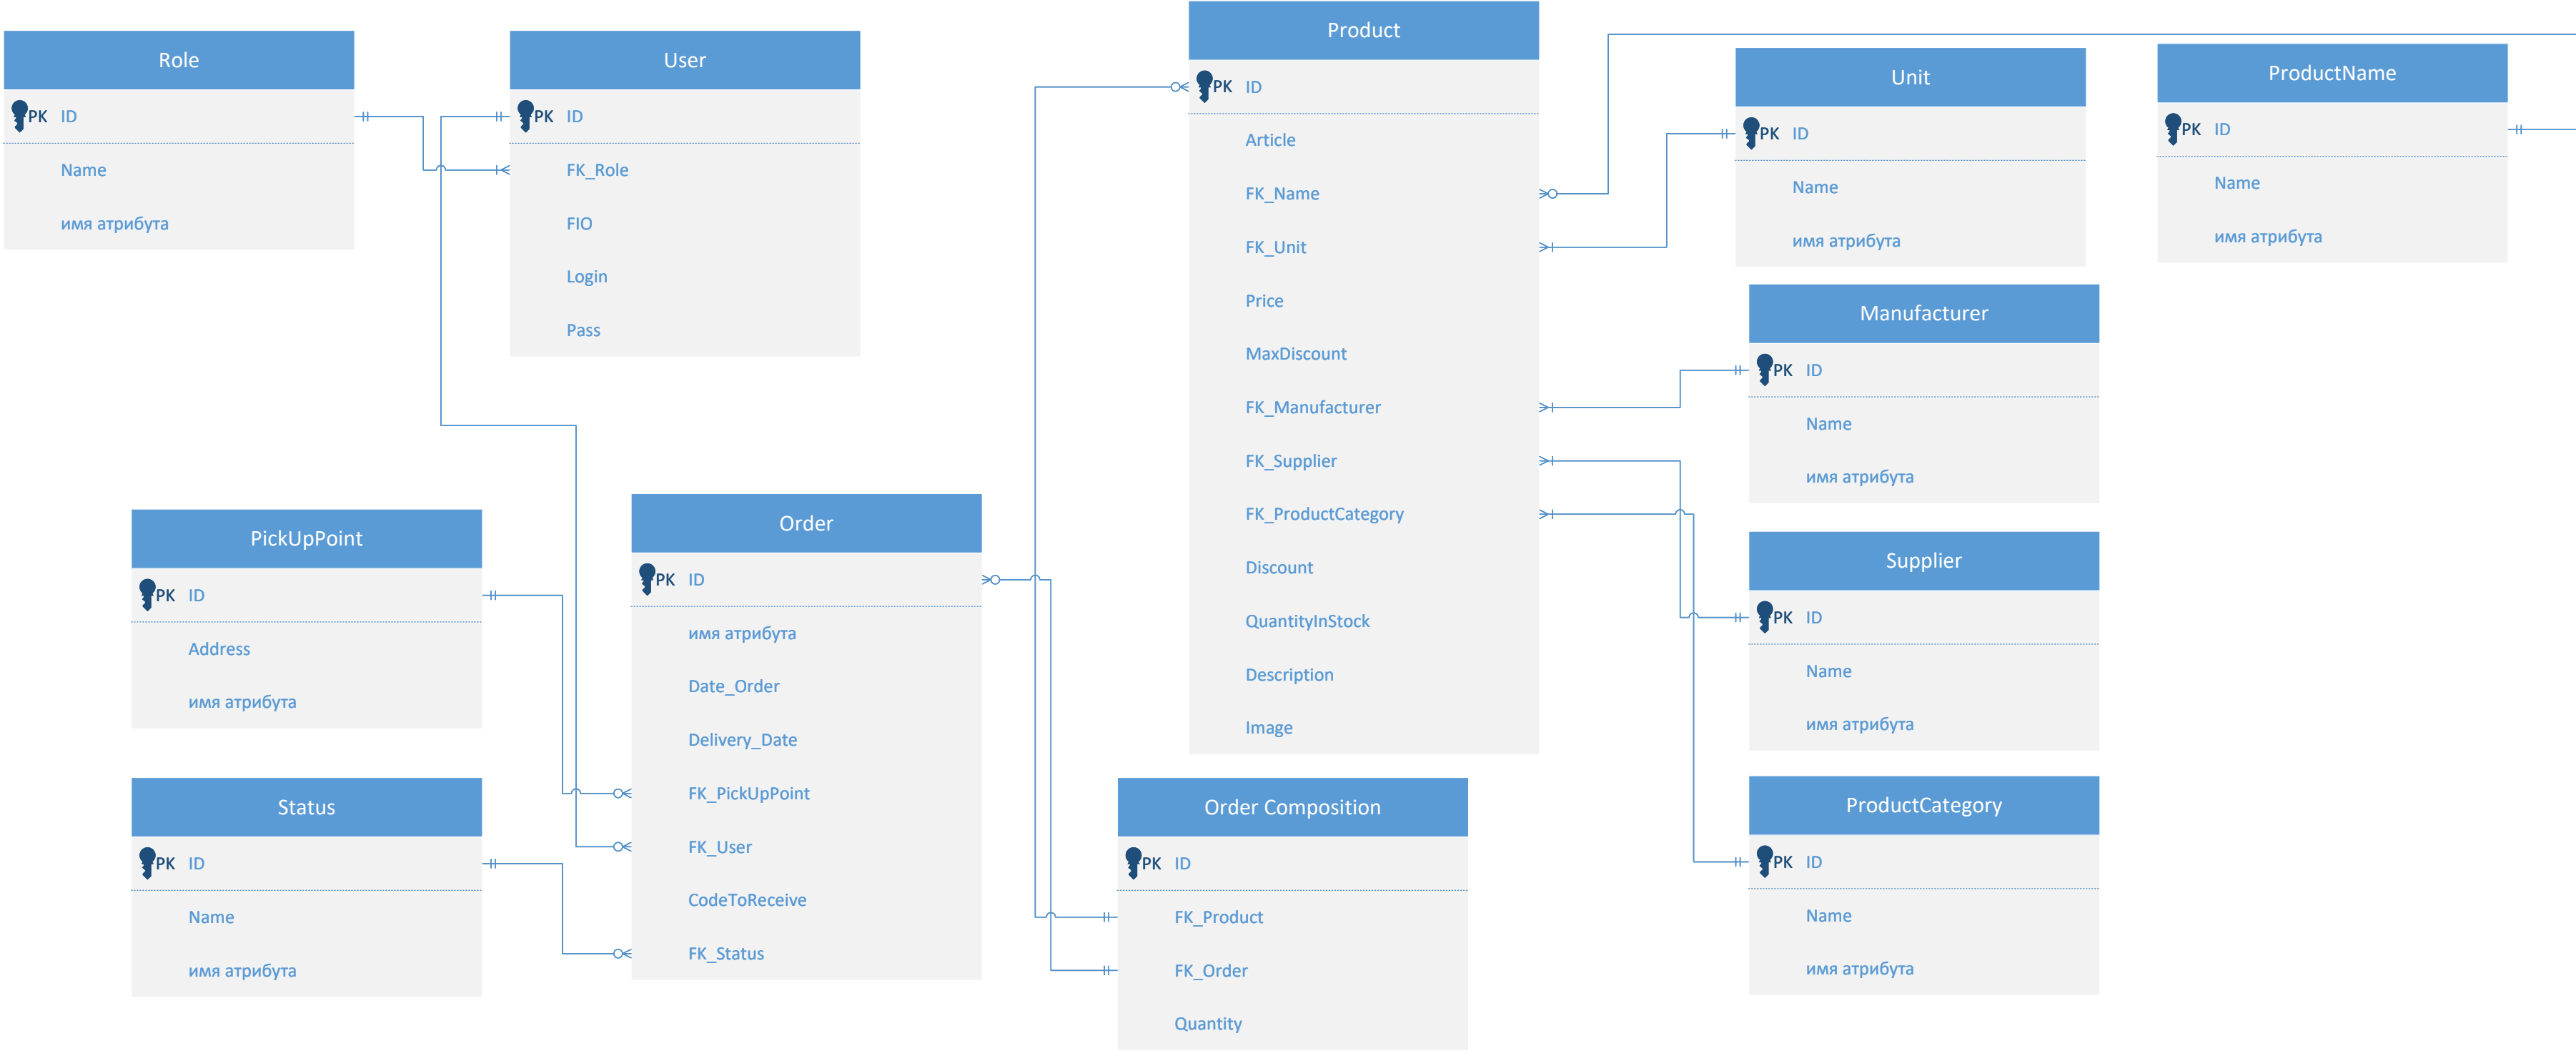 Role
PK ID
Name
имя атрибута
User
PK ID
FK_Role
FIO
Login
Pass
Product
PK ID
Article
FK_Name
FK_Unit
Price
MaxDiscount
FK_Manufacturer
FK_Supplier
FK_ProductCategory
Discount
QuantityInStock
Description
Image
Unit
PK ID
Name
имя атрибута
ProductName
PK ID
Name
имя атрибута
Manufacturer
PK ID
Name
имя атрибута
Supplier
PK ID
Name
имя атрибута
ProductCategory
PK ID
Name
имя атрибута
PickUpPoint
PK ID
Address
имя атрибута
Status
PK ID
Name
имя атрибута
Order
PK ID
имя атрибута
Date_Order
Delivery_Date
FK_PickUpPoint
FK_User
CodeToReceive
FK_Status
Order Composition
PK ID
FK_Product
FK_Order
Quantity